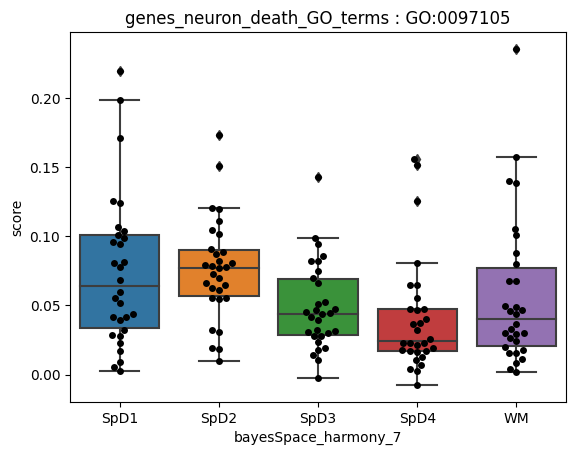 genes_neuron_death_GO_terms : GO:0097105
0.20
0.15
0.10
0.05
0.00
score
SpD1 SpD2 SpD3 SpD4 WM
bayesSpace_harmony_7